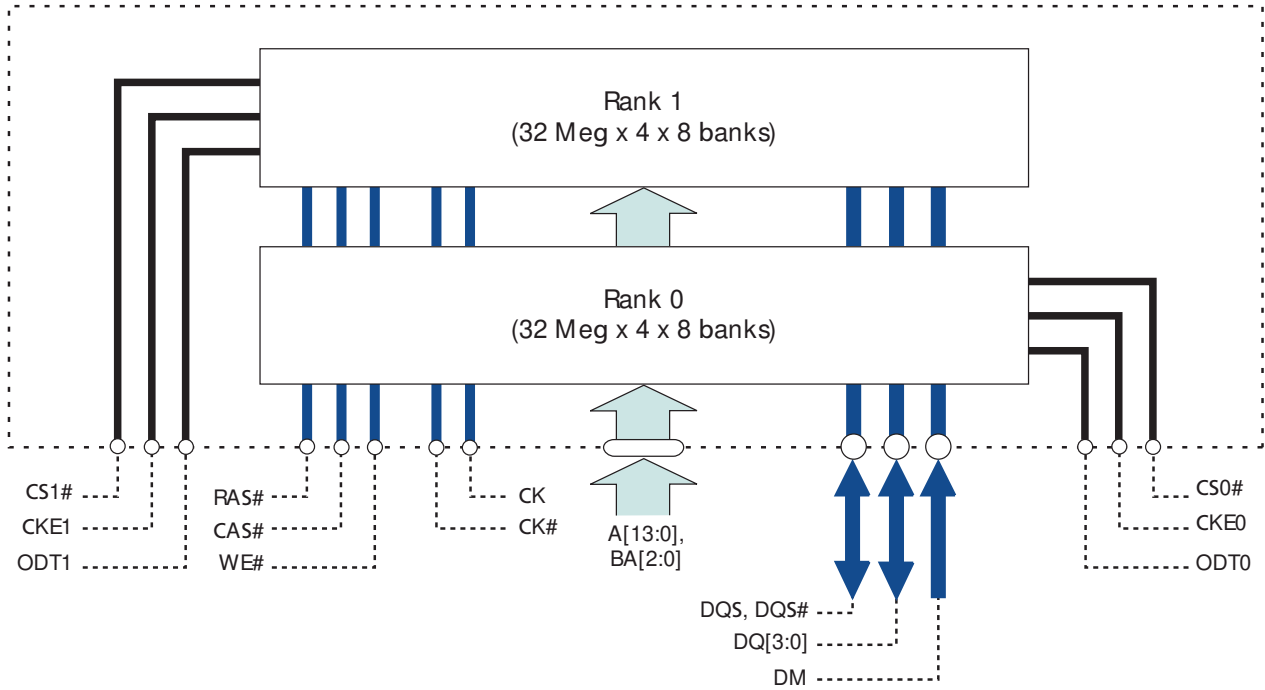 Rank 1
(32 Meg x 4 x 8 banks)
Rank 0
(32 Meg x 4 x 8 banks)
CS1#
CKE1
ODT1
RAS#
CAS#
WE#
CK
CK#
A[13:0],
BA[2:0]
DQS, DQS#
DQ[3:0]
DM
CS0#
CKE0
ODT0